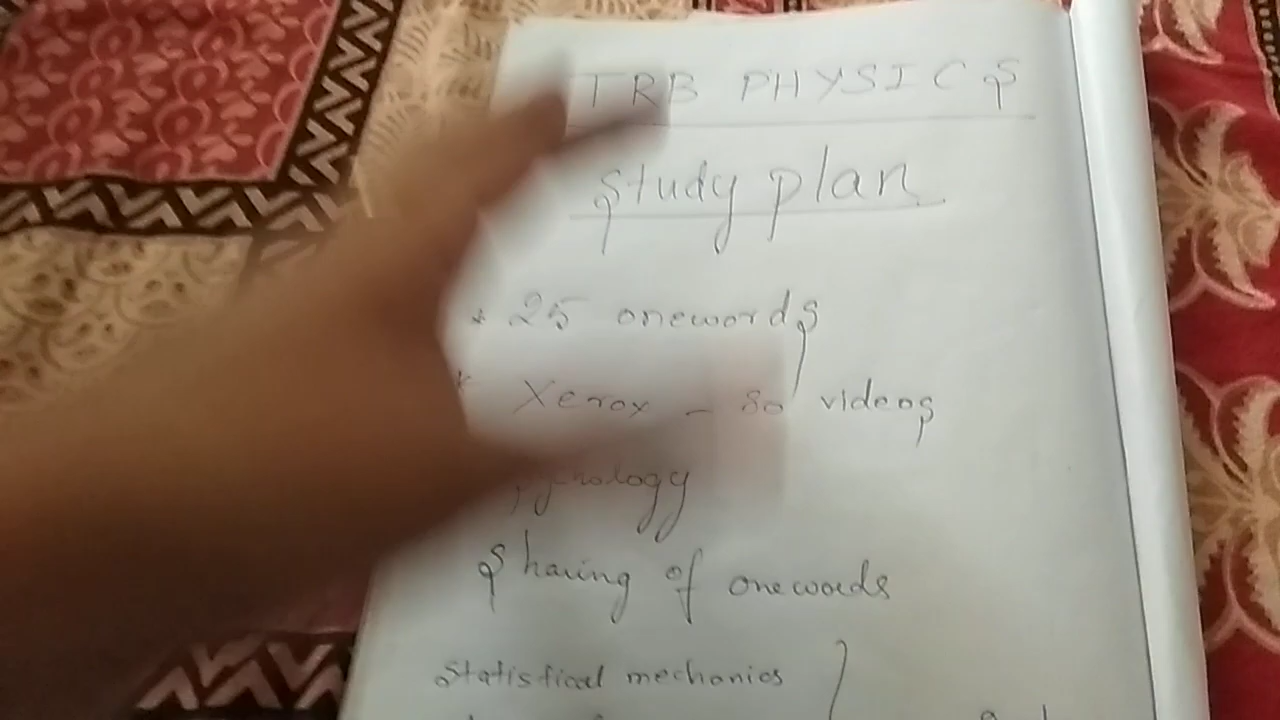 TRB PHYSICS
Study plan
* 25 onewords
* Xerox - 80 videos
Sharing of onewords
Statistical mechanics